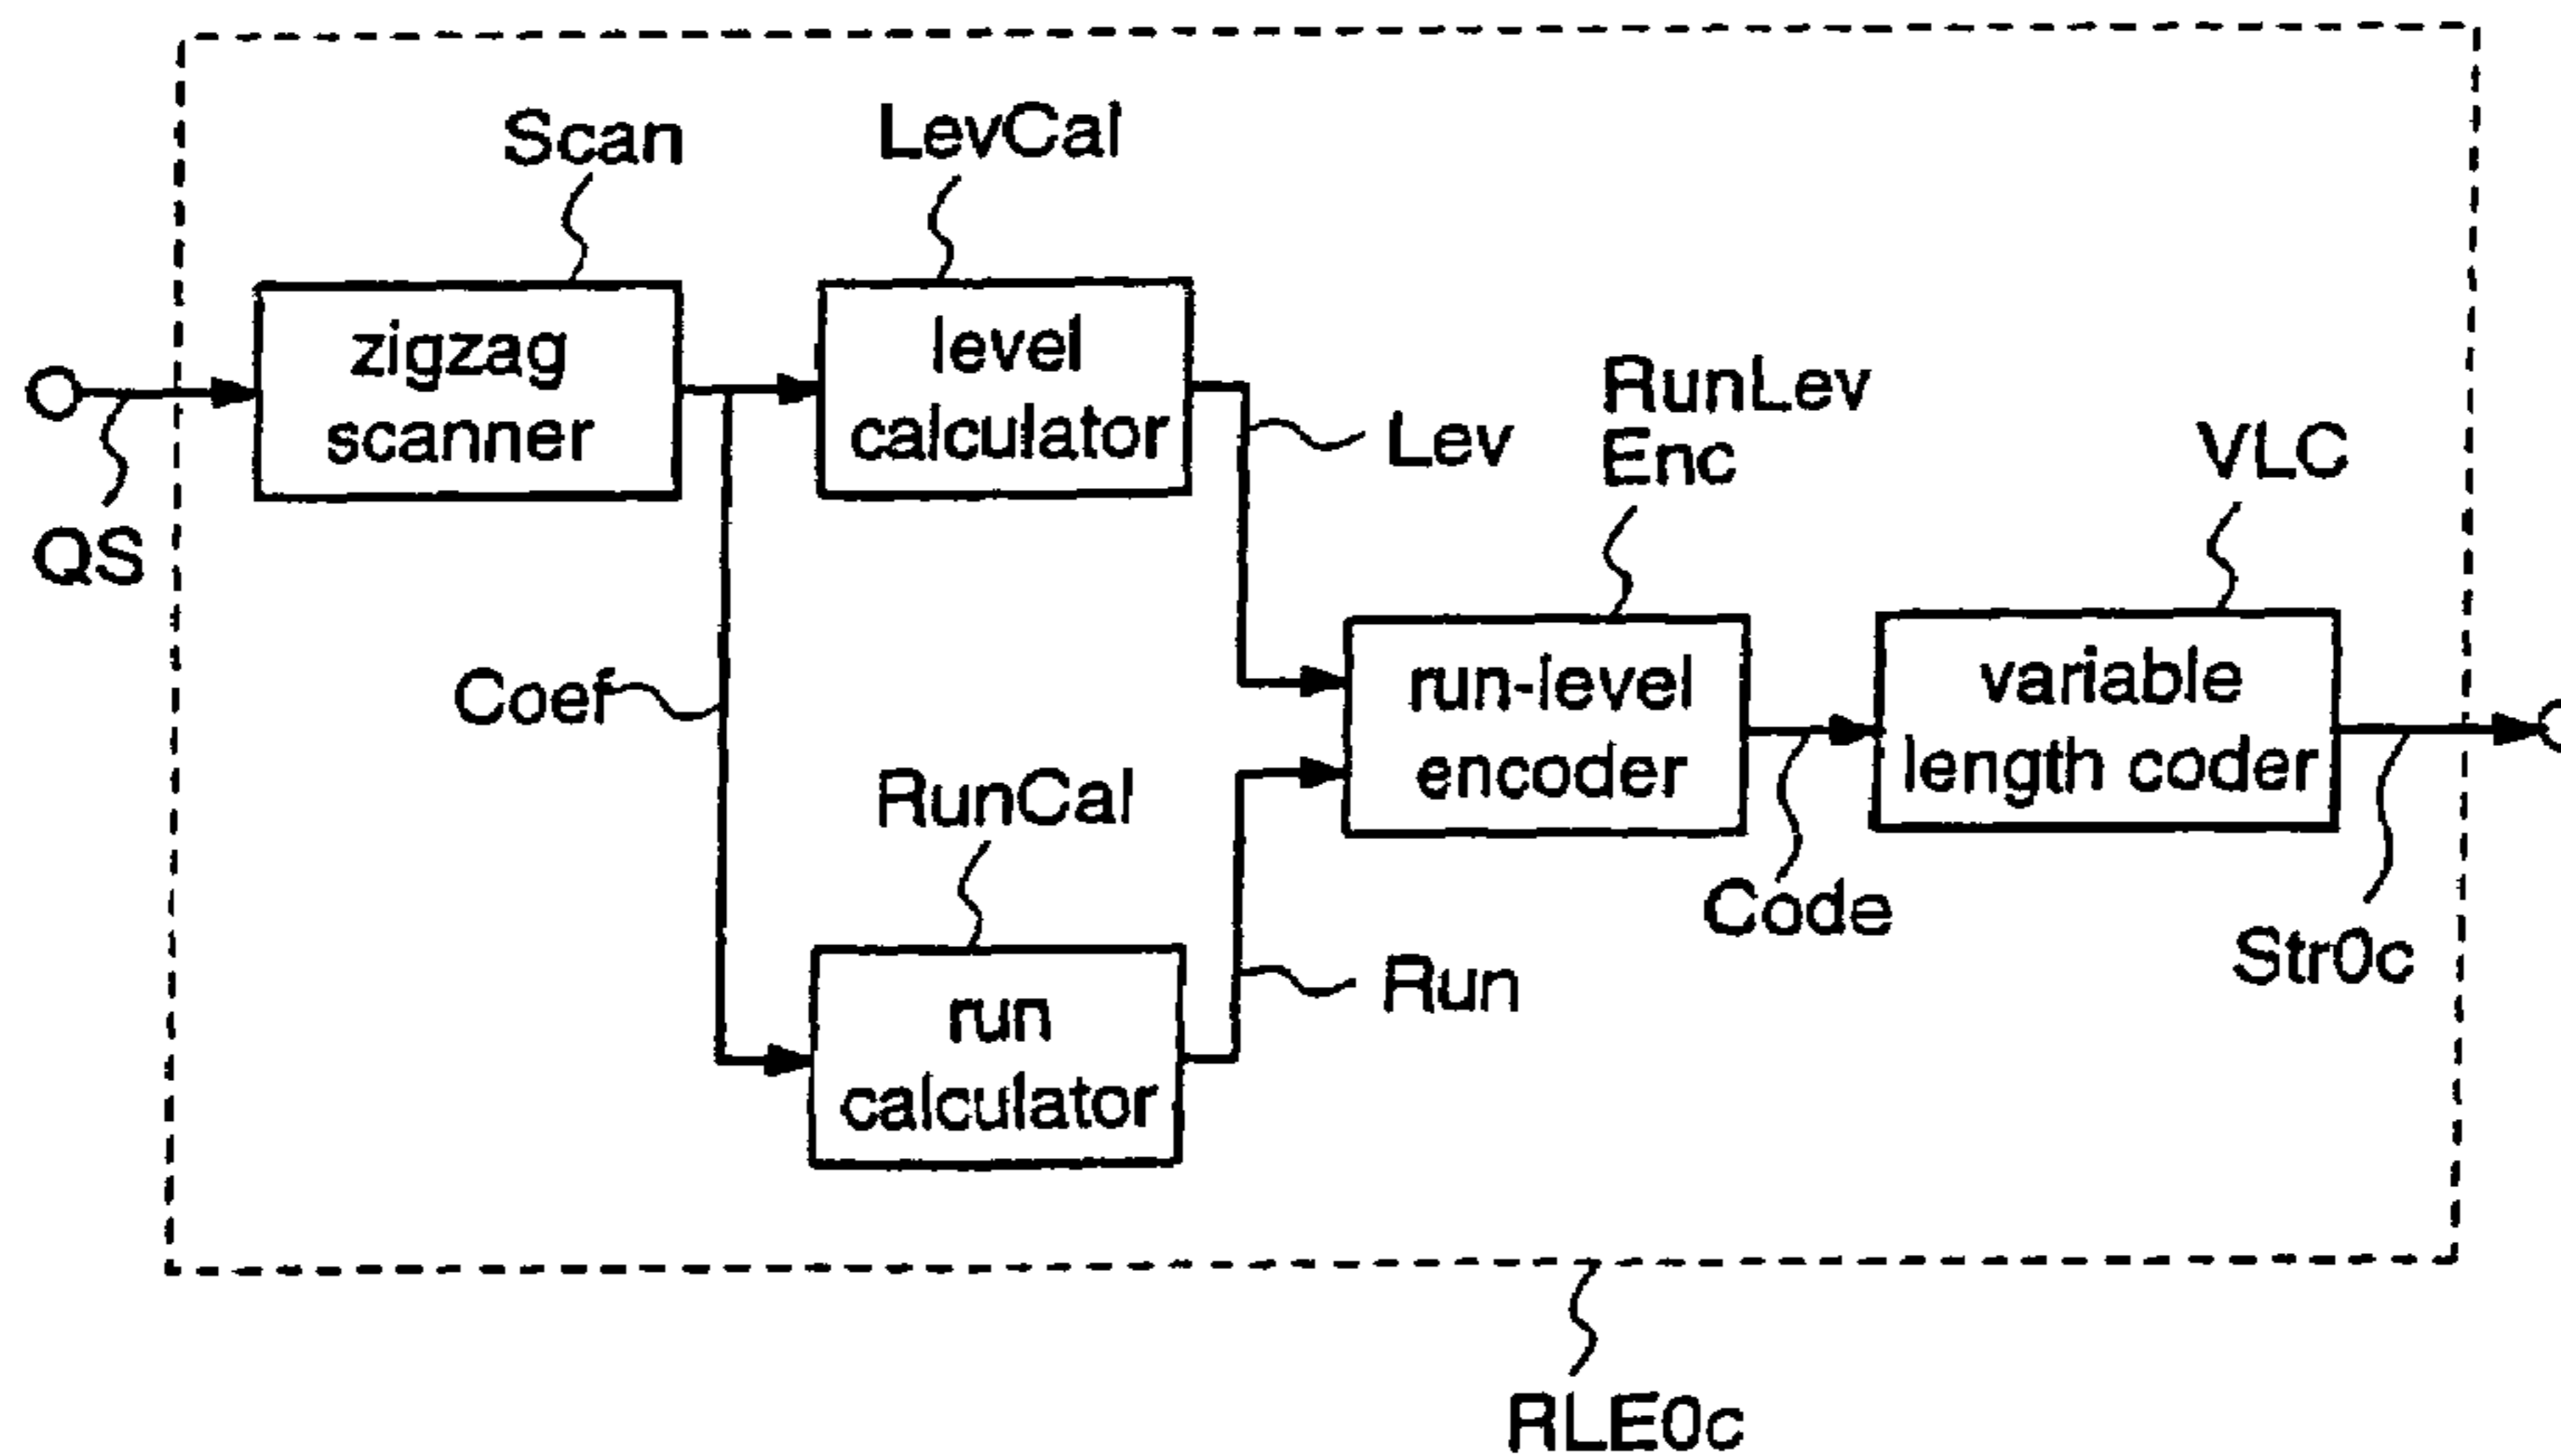 Scan
LevCal
zigzag
scanner
level
calculator
QS
Lev
RunLev
Enc
VLC
Coef
run-level
encoder
variable
length coder
RunCal
Code
Str0c
run
calculator
Run
RLE0c